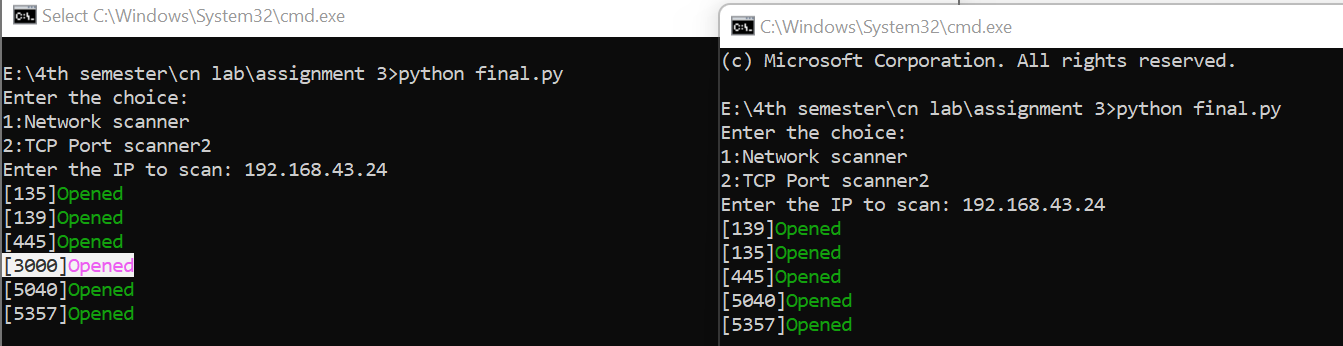 Select C:\Windows\System32\cmd.exe
E:\4th semester\cn lab\assignment 3>python final.py
Enter the choice:
1:Network scanner
2:TCP Port scanner2
Enter the IP to scan: 192.168.43.24
[135]Opened
[139]Opened
[445]Opened
[3000]Opened
[5040]Opened
[5357]Opened
C:\Windows\System32\cmd.exe
(c) Microsoft Corporation. All rights reserved.
E:\4th semester\cn lab\assignment 3>python final.py
Enter the choice:
1:Network scanner
2:TCP Port scanner2
Enter the IP to scan: 192.168.43.24
[139]Opened
[135]Opened
[445]Opened
[5040]Opened
[5357]Opened